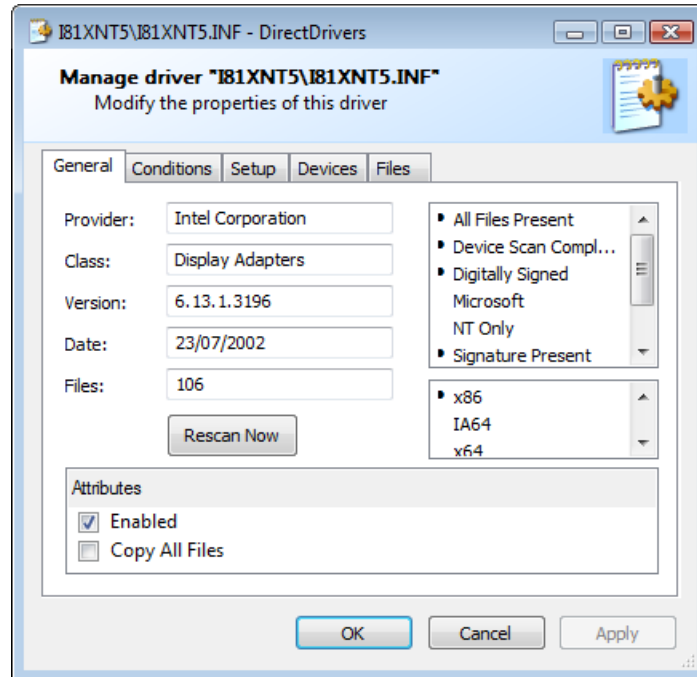 I81XNT5\I81XNT5.INF - DirectDrivers
Manage driver "I81XNT5\I81XNT5.INF"
Modify the properties of this driver
General Conditions Setup Devices Files
Provider: Intel Corporation
Class: Display Adapters
Version: 6.13.1.3196
Date: 23/07/2002
Files: 106
Rescan Now
All Files Present
Device Scan Compl...
Digitally Signed
Microsoft
NT Only
Signature Present
x86
IA64
x64
Attributes
Enabled
Copy All Files
OK Cancel Apply